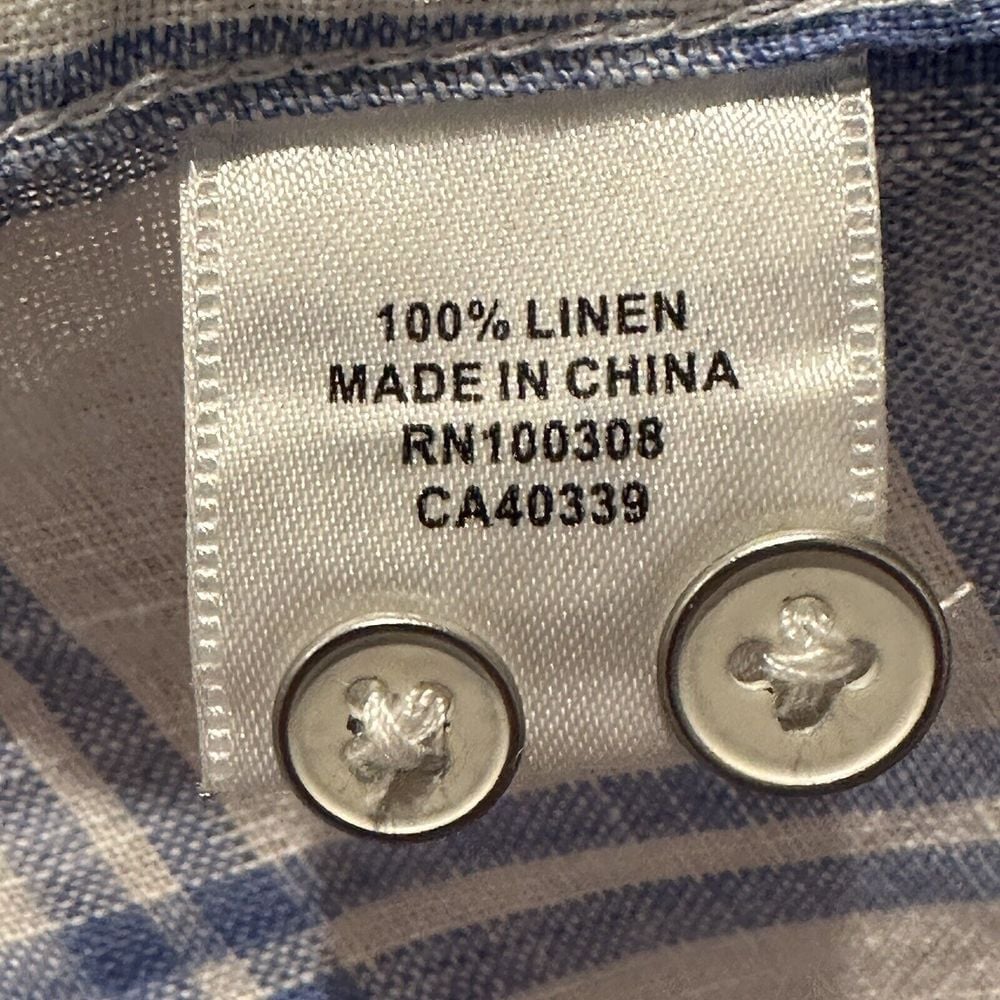 100% LINEN
MADE IN CHINA
RN100308
CA40339